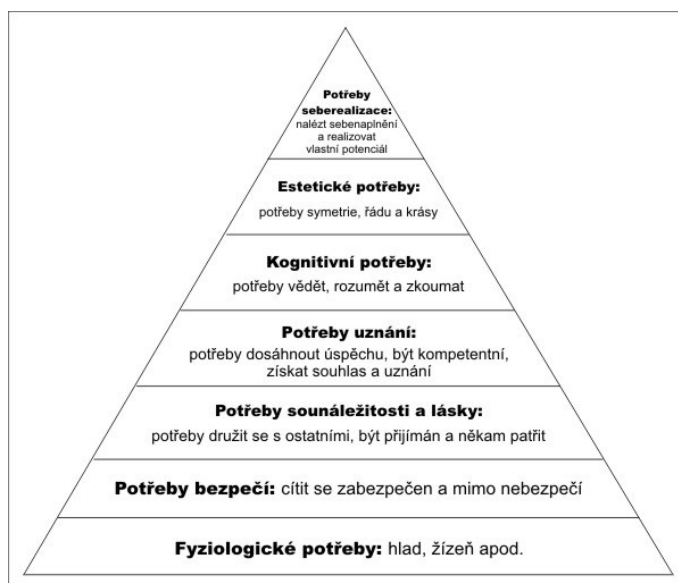 Potřeby
seberealizace:
nalézt sebenaplnění
a realizovat
vlastní potenciál
Estetické potřeby:
potřeby symetrie, řádu a krásy
Kognitivní potřeby:
potřeby vědět, rozumět a zkoumat
Potřeby uznání:
potřeby dosáhnout úspěchu, být kompetentní,
získat souhlas a uznání
Potřeby sounáležitosti a lásky:
potřeby družit se s ostatními, být přijímán a někam patřit
Potřeby bezpečí: cítit se zabezpečen a mimo nebezpečí
Fyziologické potřeby: hlad, žízeň apod.